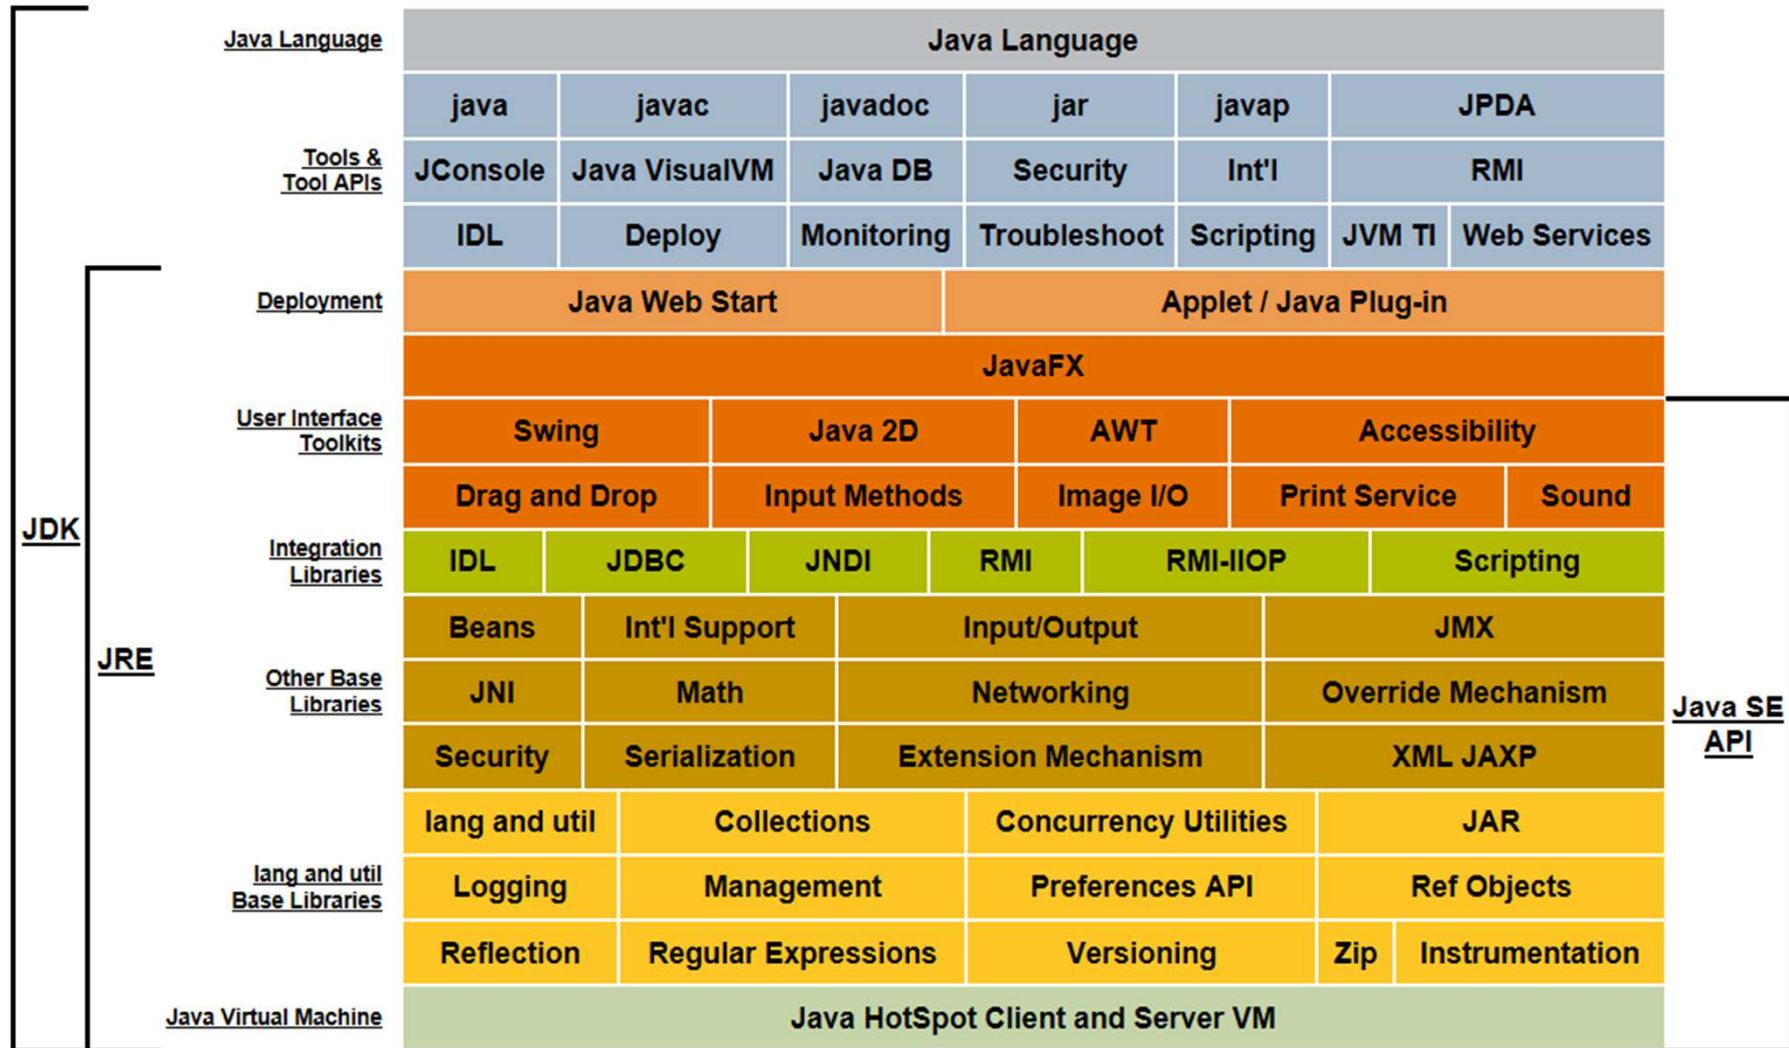 Java Language
Java Language
java javac javadoc jar javap JPDA
Tools &
Tool APIs
JConsole Java VisualVM Java DB Security Int'l RMI
IDL Deploy Monitoring Troubleshoot Scripting JVM TI Web Services
Deployment
Java Web Start Applet / Java Plug-in
JavaFX
User Interface
Toolkits
Swing Java 2D AWT Accessibility
Drag and Drop Input Methods Image I/O Print Service Sound
JDK
Integration
Libraries
IDL JDBC JNDI RMI RMI-IIOP Scripting
Beans Int'l Support Input/Output JMX
JRE
Other Base
Libraries
JNI Math Networking Override Mechanism
Java SE
API
Security Serialization Extension Mechanism XML JAXP
lang and util Collections Concurrency Utilities JAR
lang and util
Base Libraries
Logging Management Preferences API Ref Objects
Reflection Regular Expressions Versioning Zip Instrumentation
Java Virtual Machine
Java HotSpot Client and Server VM